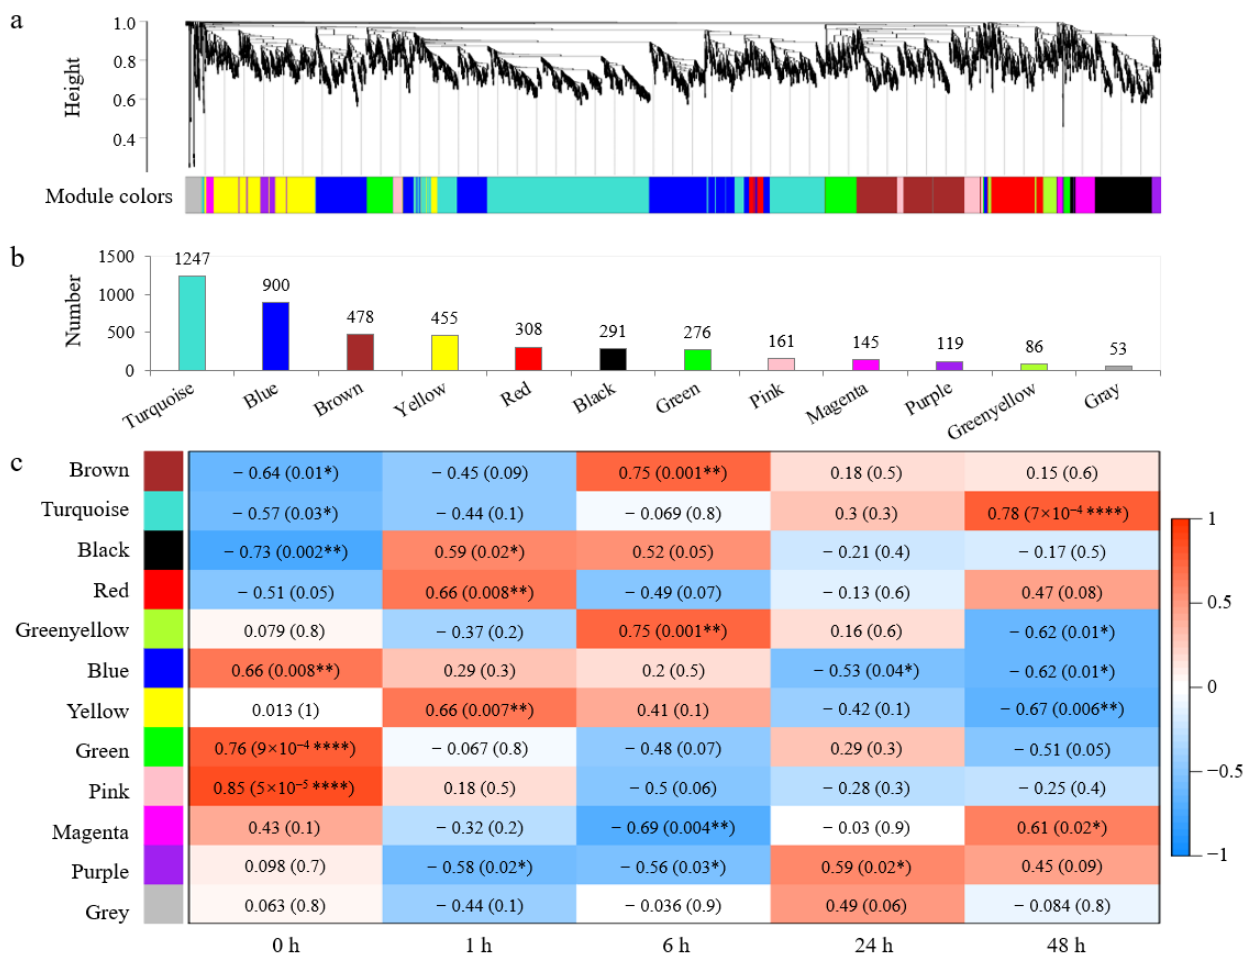 a
1.0
0.8
0.6
0.4
Height
Module colors
b
1500
1000
500
0
Number
1247
900
478
455
308
291
276
161
145
119
86
53
Turquoise
Blue
Brown
Yellow
Red
Black
Green
Pink
Magenta
Purple
Greenyellow
Gray
c
Brown − 0.64 (0.01*) − 0.45 (0.09) 0.75 (0.001**) 0.18 (0.5) 0.15 (0.6)
Turquoise − 0.57 (0.03*) − 0.44 (0.1) −0.069 (0.8) 0.3 (0.3) 0.78 (7×10⁻⁴ ****)
Black − 0.73 (0.002**) 0.59 (0.02*) 0.52 (0.05) − 0.21 (0.4) − 0.17 (0.5)
Red − 0.51 (0.05) 0.66 (0.008**) − 0.49 (0.07) − 0.13 (0.6) 0.47 (0.08)
Greenyellow 0.079 (0.8) − 0.37 (0.2) 0.75 (0.001**) 0.16 (0.6) − 0.62 (0.01*)
Blue 0.66 (0.008**) 0.29 (0.3) 0.2 (0.5) − 0.53 (0.04*) − 0.62 (0.01*)
Yellow 0.013 (1) 0.66 (0.007**) 0.41 (0.1) − 0.42 (0.1) − 0.67 (0.006**)
Green 0.76 (9×10⁻⁴ ****) − 0.067 (0.8) − 0.48 (0.07) 0.29 (0.3) − 0.51 (0.05)
Pink 0.85 (5×10⁻⁵ ****) 0.18 (0.5) − 0.5 (0.06) − 0.28 (0.3) − 0.25 (0.4)
Magenta 0.43 (0.1) − 0.32 (0.2) − 0.69 (0.004**) − 0.03 (0.9) 0.61 (0.02*)
Purple 0.098 (0.7) − 0.58 (0.02*) − 0.56 (0.03*) 0.59 (0.02*) 0.45 (0.09)
Grey 0.063 (0.8) − 0.44 (0.1) − 0.036 (0.9) 0.49 (0.06) − 0.084 (0.8)
0 h 1 h 6 h 24 h 48 h
1
0.5
0
−0.5
−1